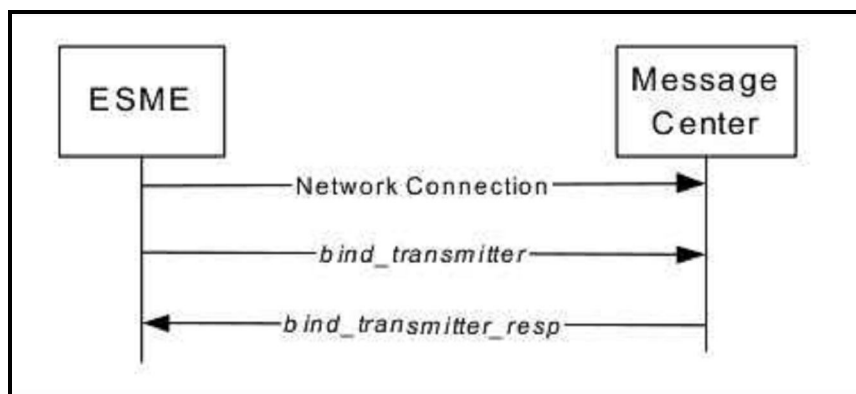 ESME
Message
Center
Network Connection
bind_transmitter
bind_transmitter_resp